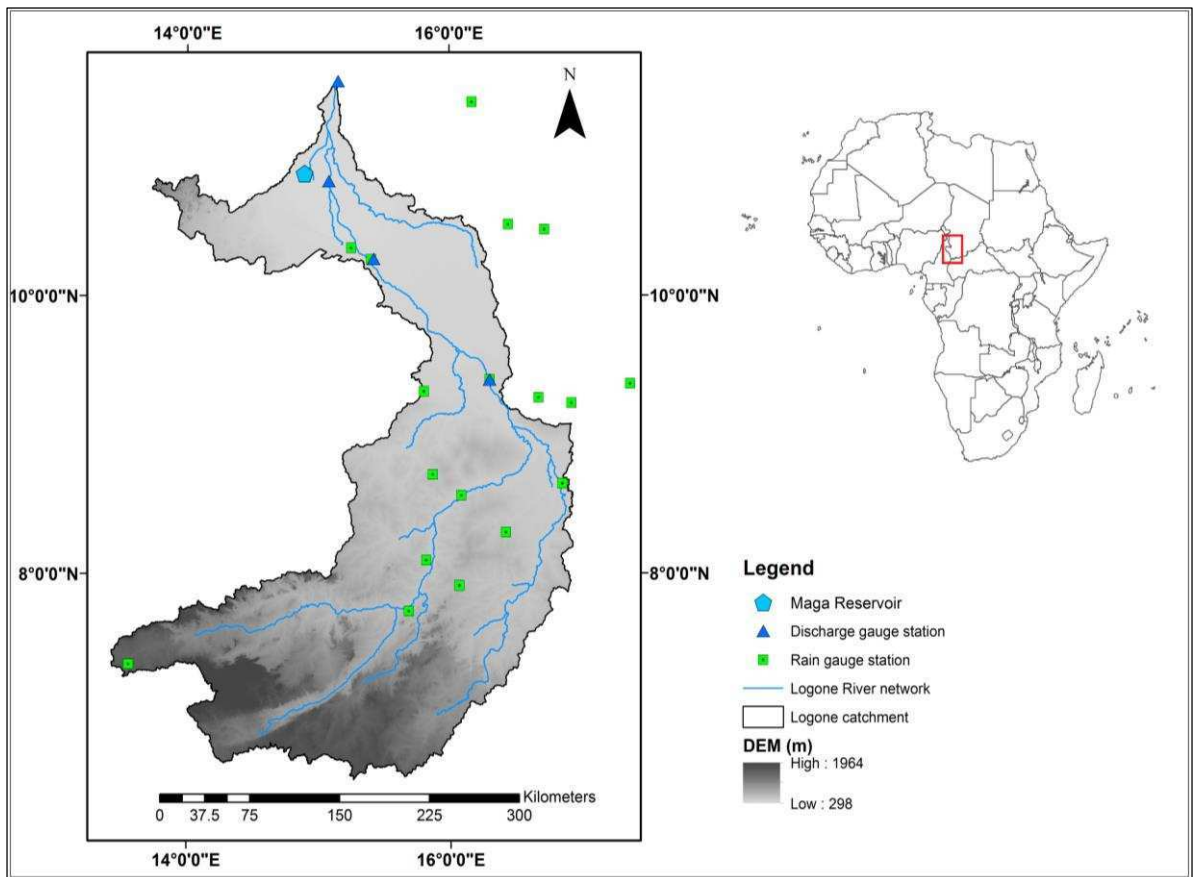 14°0'0"E
16°0'0"E
N
10°0'0"N
10°0'0"N
8°0'0"N
8°0'0"N
Legend
Maga Reservoir
Discharge gauge station
Rain gauge station
Logone River network
Logone catchment
DEM (m)
High : 1964
Low : 298
Kilometers
0 37.5 75 150 225 300
14°0'0"E
16°0'0"E